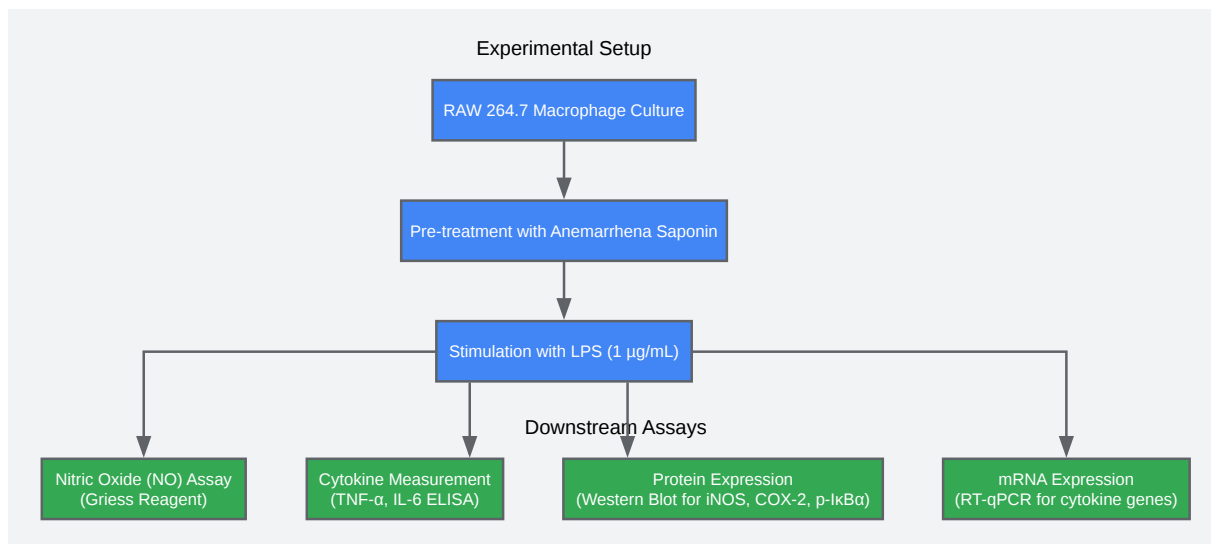 Experimental Setup
RAW 264.7 Macrophage Culture
Pre-treatment with Anemarrhena Saponin
Stimulation with LPS (1 µg/mL)
Downstream Assays
Nitric Oxide (NO) Assay
(Griess Reagent)
Cytokine Measurement
(TNF-α, IL-6 ELISA)
Protein Expression
(Western Blot for iNOS, COX-2, p-IκBα)
mRNA Expression
(RT-qPCR for cytokine genes)